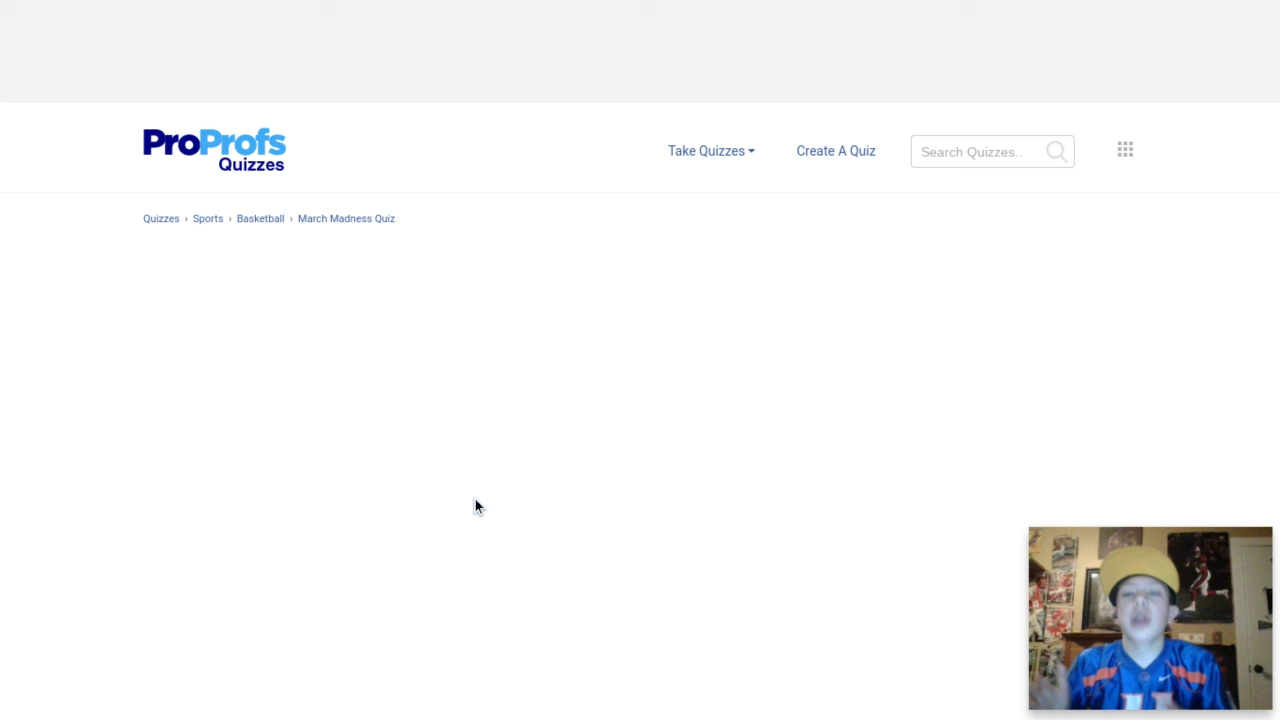 ProProfs
Quizzes
Take Quizzes
Create A Quiz
Search Quizzes..
Quizzes › Sports › Basketball › March Madness Quiz